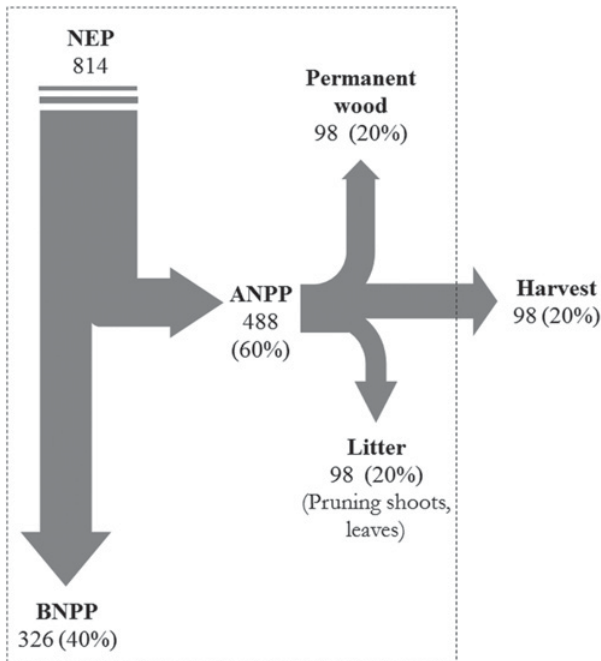 NEP
814
Permanent
wood
98 (20%)
ANPP
488
(60%)
Harvest
98 (20%)
Litter
98 (20%)
(Pruning shoots,
leaves)
BNPP
326 (40%)